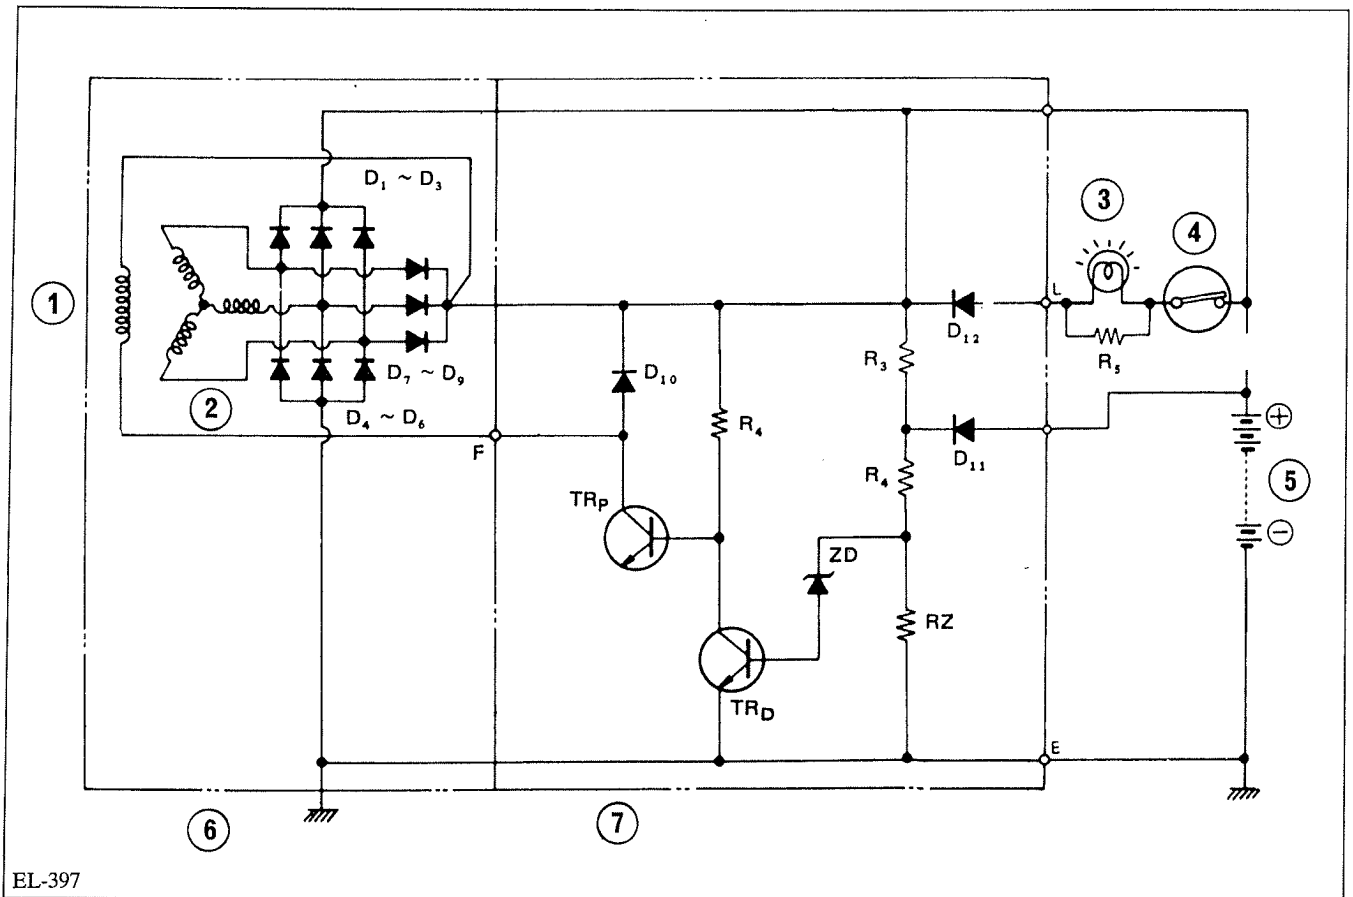 D₁ ~ D₃
3
4
1
L
D₁₂
R₅
R₃
D₇ ~ D₉
D₁₀
2
D₄ ~ D₆
R₄
+
F
D₁₁
R₄
5
TRP
−
ZD
RZ
TRD
E
6
7
EL-397